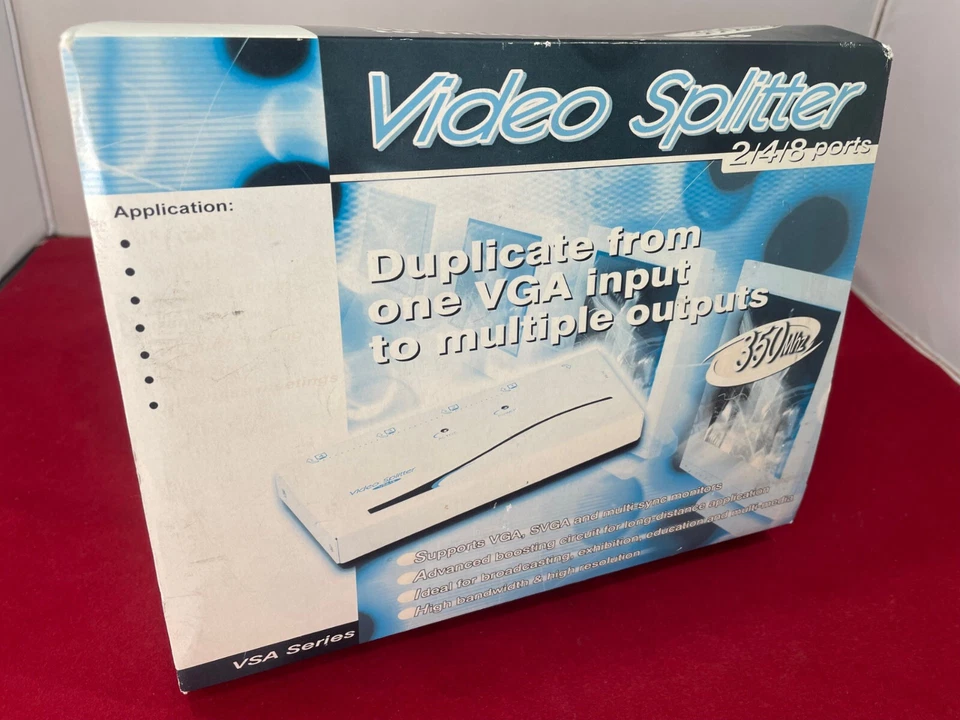 Video Splitter
2/4/8 ports
Application:
Duplicate from
one VGA input
to multiple outputs
350Mhz
Video Splitter
Supports VGA, SVGA and multi sync monitors
Advanced boosting circuit for long-distance application
Ideal for broadcasting, exhibition, education and multi-media
High bandwidth & high resolution
VSA Series